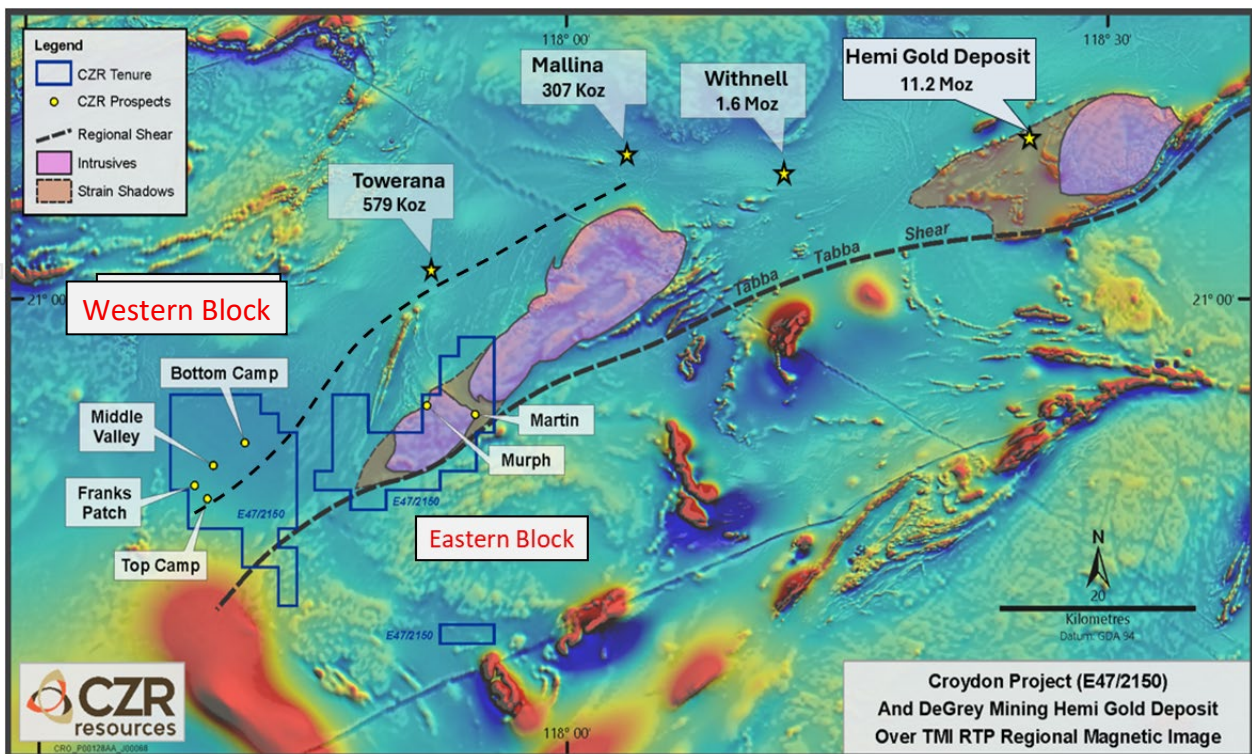 118° 00'
118° 30'
Legend
CZR Tenure
CZR Prospects
Regional Shear
Intrusives
Strain Shadows
Mallina
307 Koz
Withnell
1.6 Moz
Hemi Gold Deposit
11.2 Moz
Towerana
579 Koz
Tabba Tabba Shear
21° 00'
21° 00'
Western Block
Bottom Camp
Middle
Valley
Franks
Patch
Top Camp
E47/2150
Martin
Murph
E47/2150
Eastern Block
E47/2150
N
20
Kilometres
Datum: GDA 94
CZR
resources
CRO_P00128AA_J00068
118° 00'
Croydon Project (E47/2150)
And DeGrey Mining Hemi Gold Deposit
Over TMI RTP Regional Magnetic Image